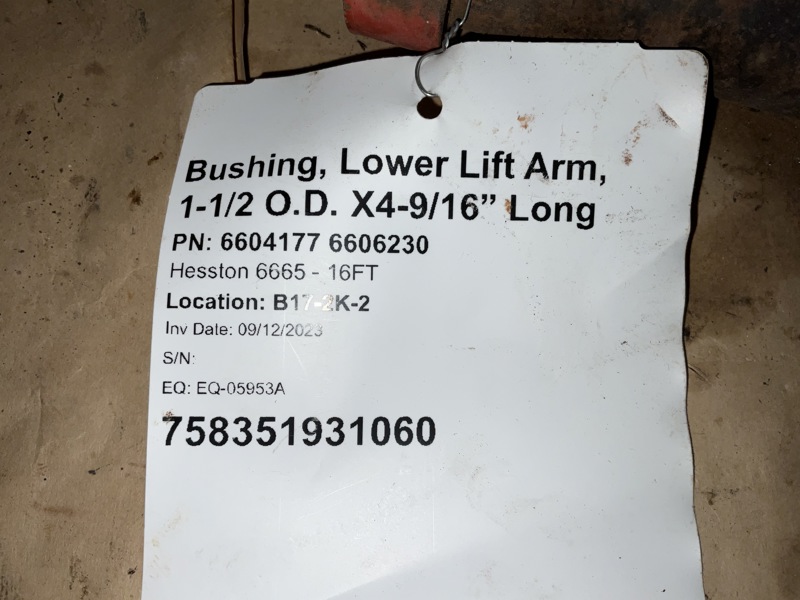 Bushing, Lower Lift Arm,
1-1/2 O.D. X4-9/16” Long
PN: 6604177 6606230
Hesston 6665 - 16FT
Location: B17-2K-2
Inv Date: 09/12/2023
S/N:
EQ: EQ-05953A
758351931060